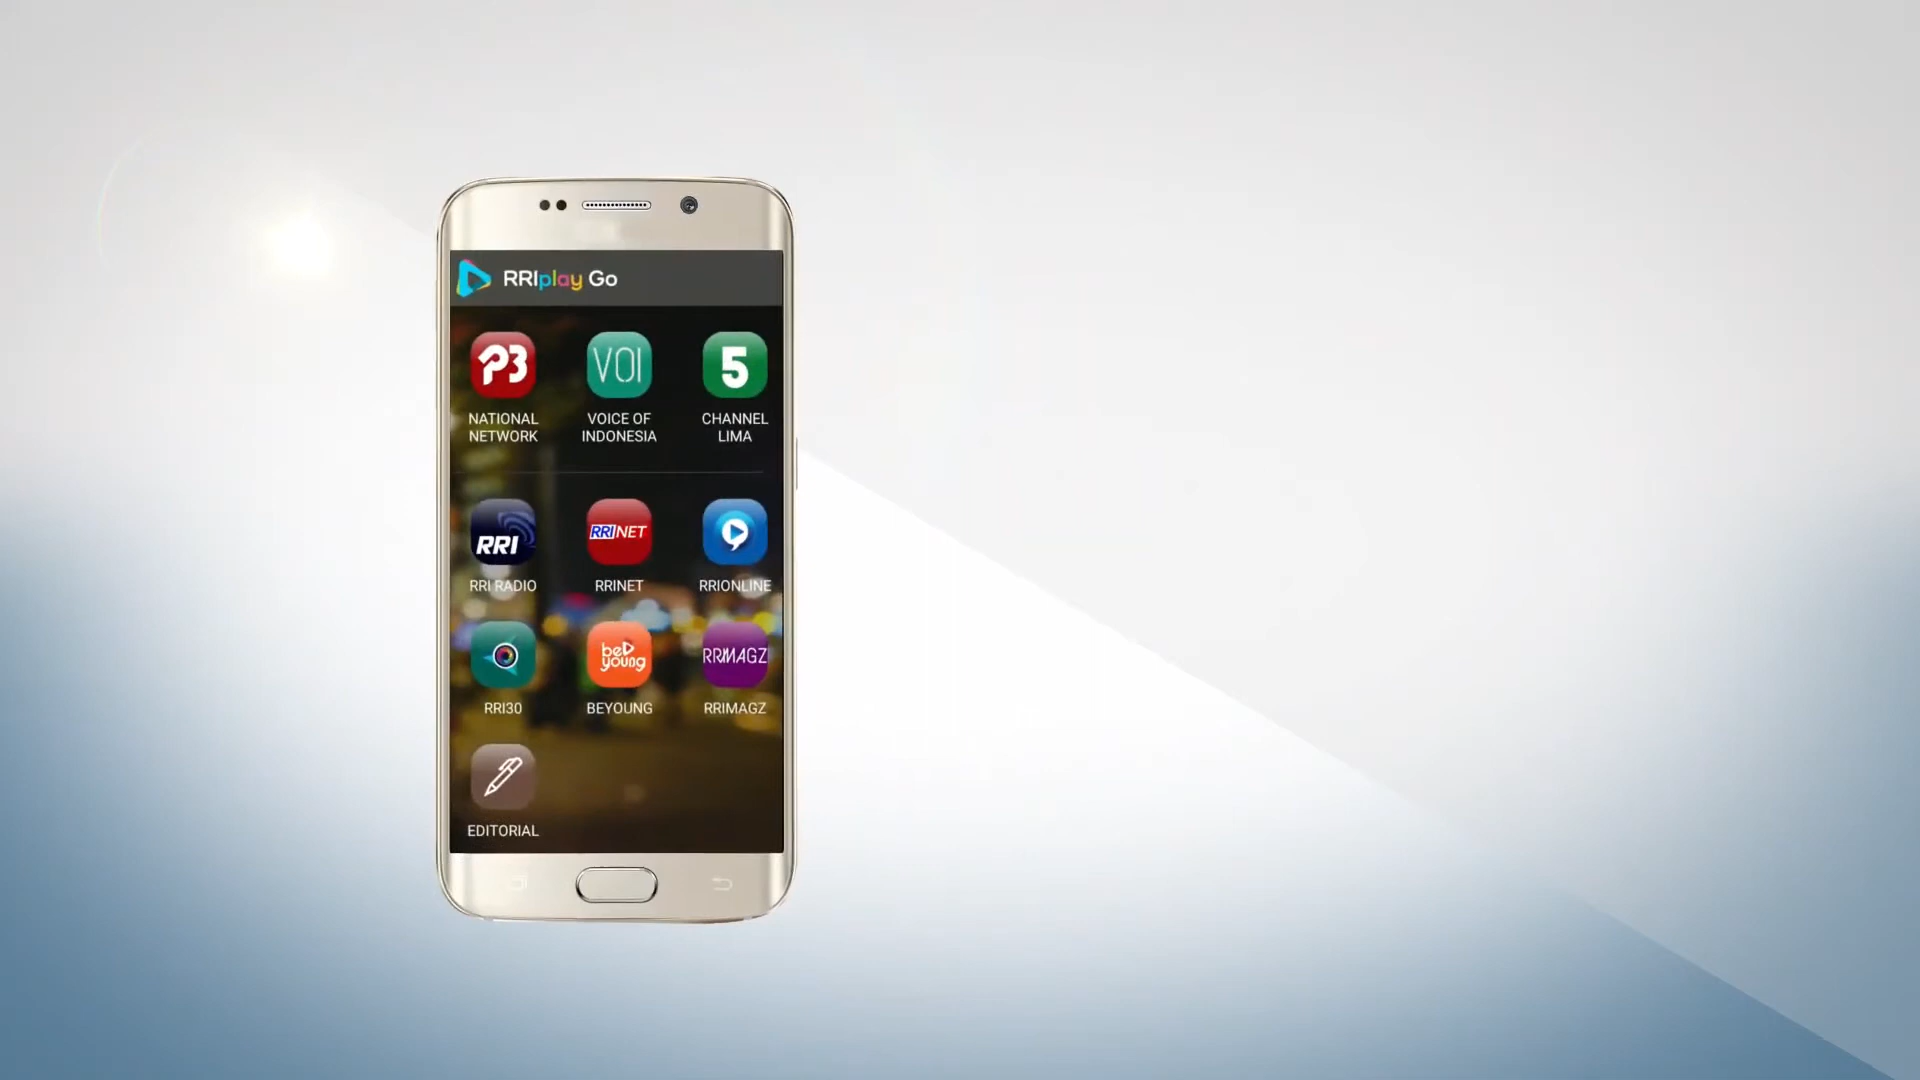 RRIplay Go
P3
VOI
5
NATIONAL
NETWORK
VOICE OF
INDONESIA
CHANNEL
LIMA
RRI
RRINET
RRI RADIO
RRINET
RRIONLINE
be
young
RRIMAGZ
RRI30
BEYOUNG
RRIMAGZ
EDITORIAL